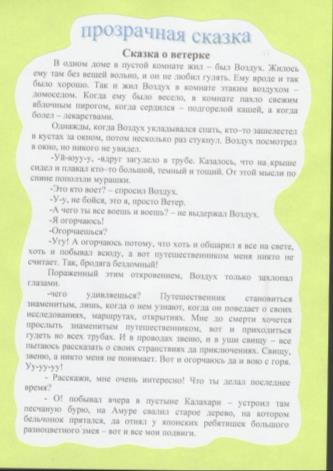 прозрачная сказка
Сказка о ветерке
В одном доме в пустой комнате жил – был Воздух. Жилось
ему там без вещей вольно, и он не любил гулять. Ему вроде и так
было хорошо. Так и жил Воздух в комнате этаким воздухом –
домоседом. Когда ему было весело, в комнате пахло свежим
яблочным пирогом, когда сердился – подгорелой кашей, а когда
болел – лекарствами.
Однажды, когда Воздух укладывался спать, кто–то зашелестел
в кустах за окном, потом несколько раз стукнул. Воздух посмотрел
в окно, но никого не увидел.
-Уй-юуу-у, -вдруг загудело в трубе. Казалось, что на крыше
сидел и плакал кто–то большой, темный и тощий. От этой мысли по
спине поползли мурашки.
-Это кто воет? – спросил Воздух.
-У-у, не бойся, это я, просто Ветер.
-А чего ты все воешь и воешь? – не выдержал Воздух.
-Я огорчаюсь!
-Огорчаешься?
-Угу! А огорчаюсь потому, что хоть и обшарил я все на свете,
хоть и побывал всюду, а вот путешественником меня никто не
считает. Так, бродяга бездомный!
Пораженный этим откровением, Воздух только захлопал
глазами.
-чего удивляешься? Путешественник становиться
знаменитым, лишь, когда о нем узнают, когда он поведает о своих
исследованиях, маршрутах, открытиях. Мне до смерти хочется
прослыть знаменитым путешественником, вот и приходиться
гудеть во всех трубах. И в проводах звеню, и в уши свищу – все
пытаюсь рассказать о своих странствиях да приключениях. Свищу,
звеню, а никто меня не понимает. Вот и огорчаюсь да и вою с горя.
Уу-уу-уу!
- Расскажи, мне очень интересно! Что ты делал последнее
время?
- О! побывал вчера в пустыне Калахари – устроил там
песчаную бурю, на Амуре свалил старое дерево, на котором
бельчонок прятался, да отнял у японских ребятишек большого
разноцветного змея – вот и все мои подвиги.